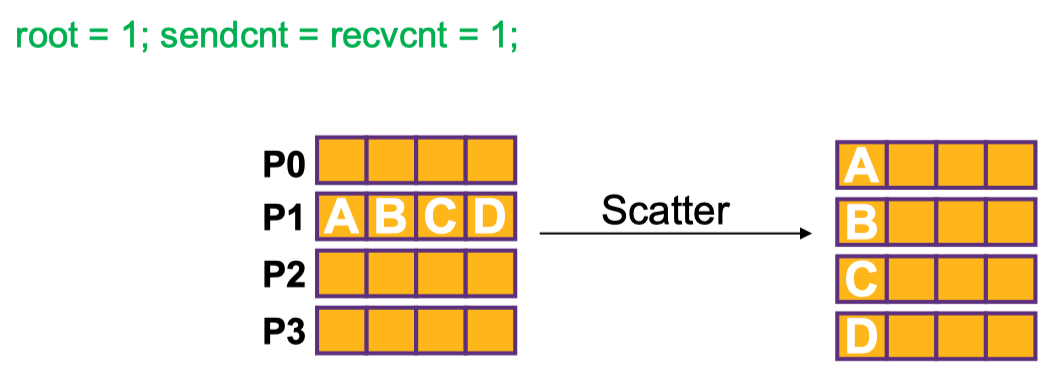 root = 1; sendcnt = recvcnt = 1;
P0 A
P1 A B C D Scatter B
P2 C
P3 D